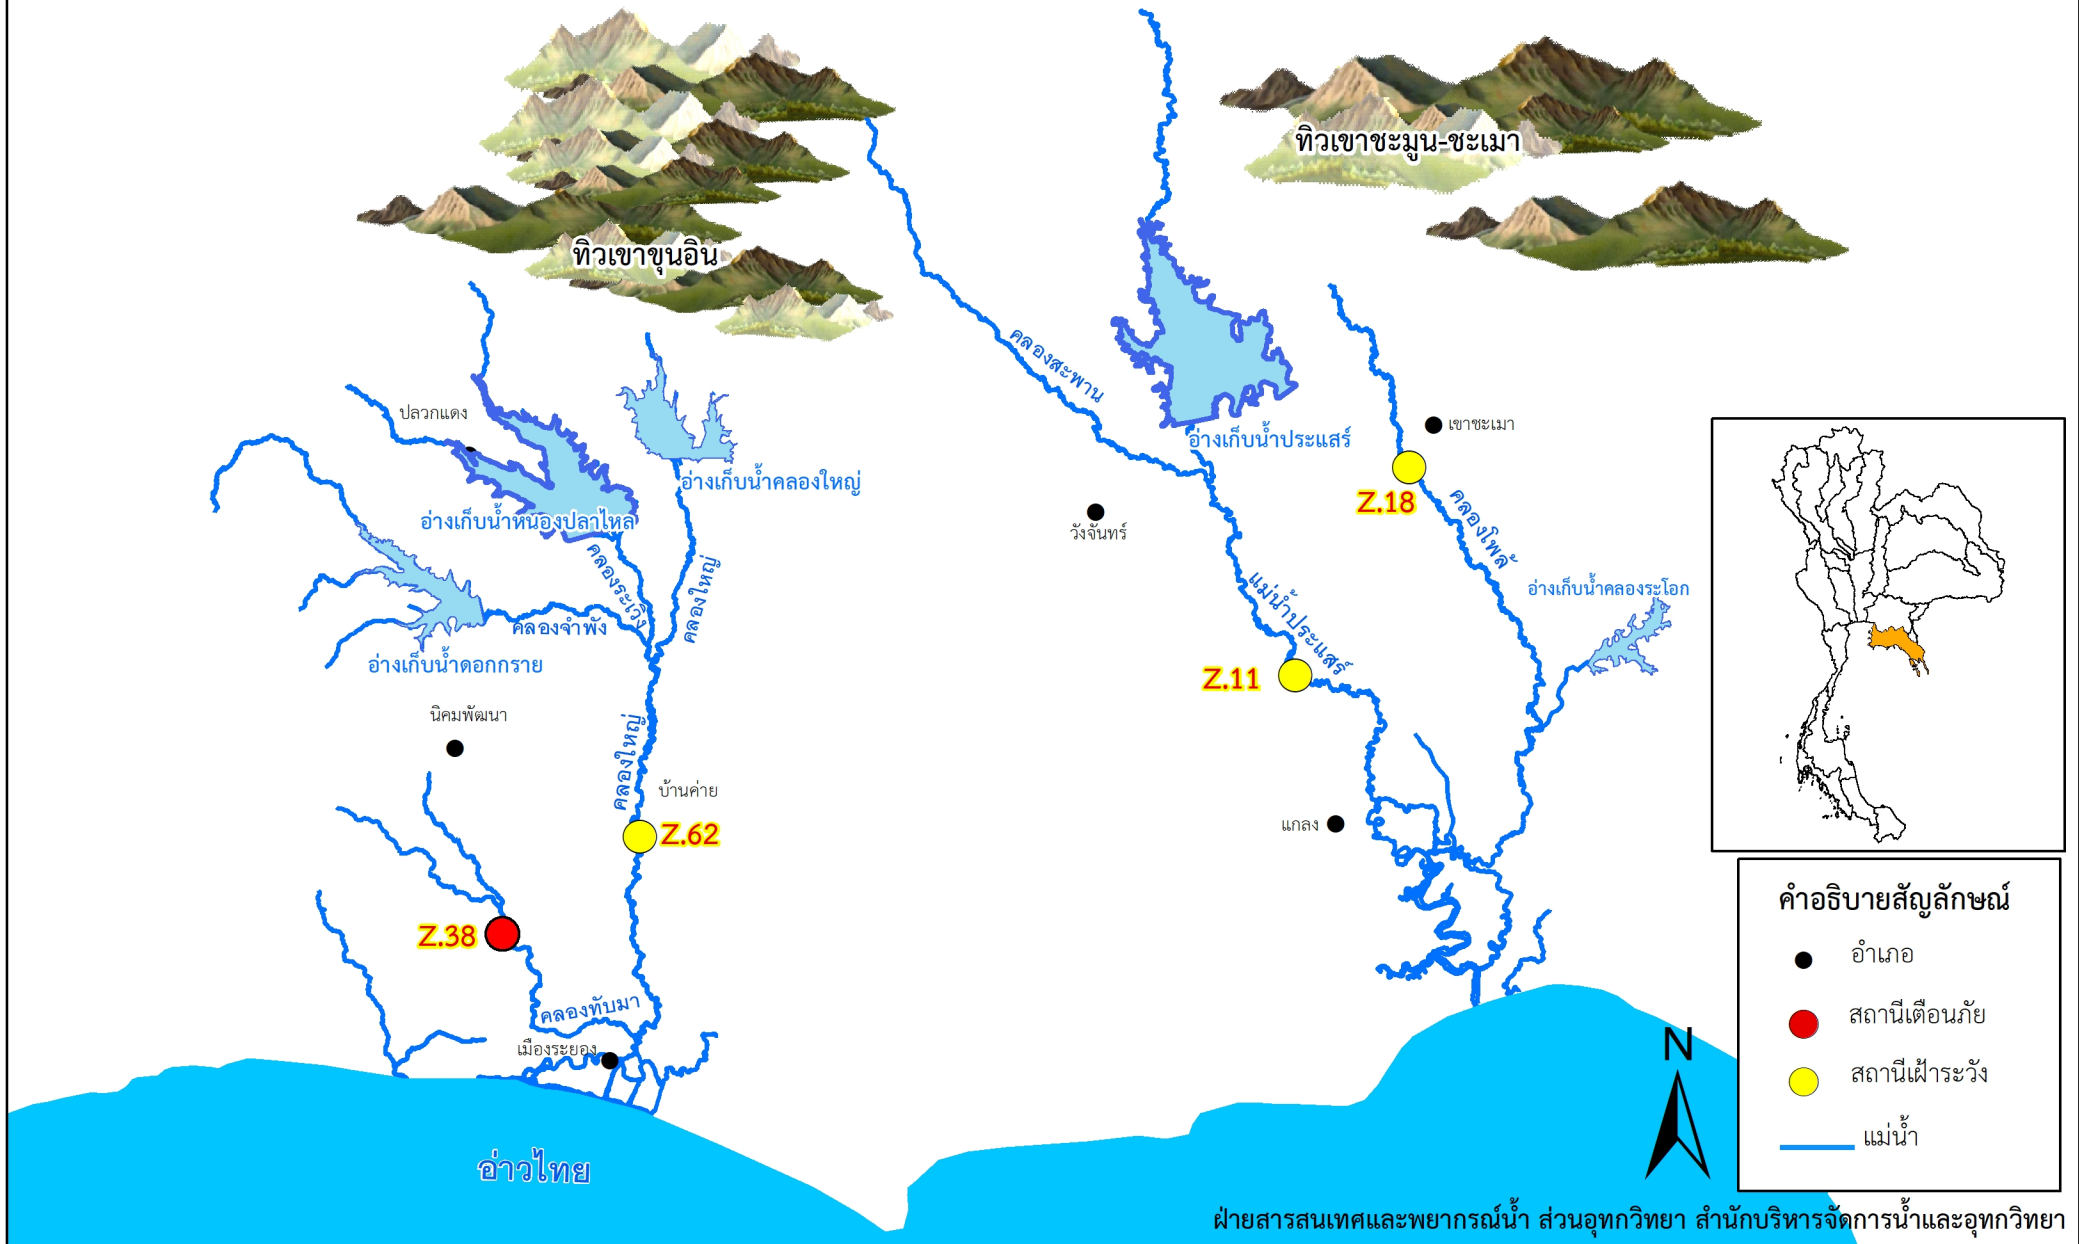 ทิวเขาชะมูน-ชะเมา
ทิวเขาขุนอิน
คลองสะพาน
ปลวกแดง
อ่างเก็บน้ำประแสร์
เขาชะเมา
อ่างเก็บน้ำคลองใหญ่
Z.18
อ่างเก็บน้ำหนองปลาไหล
วังจันทร์
คลองโพล้
คลองระเวิง
คลองใหญ่
แม่น้ำประแสร์
อ่างเก็บน้ำคลองระโอก
คลองจำพัง
อ่างเก็บน้ำดอกกราย
Z.11
นิคมพัฒนา
คลองใหญ่
บ้านค่าย
Z.62
แกลง
Z.38
คลองทับมา
เมืองระยอง
อ่าวไทย
คำอธิบายสัญลักษณ์
อำเภอ
สถานีเตือนภัย
สถานีเฝ้าระวัง
แม่น้ำ
N
ฝ่ายสารสนเทศและพยากรณ์น้ำ ส่วนอุทกวิทยา สำนักบริหารจัดการน้ำและอุทกวิทยา